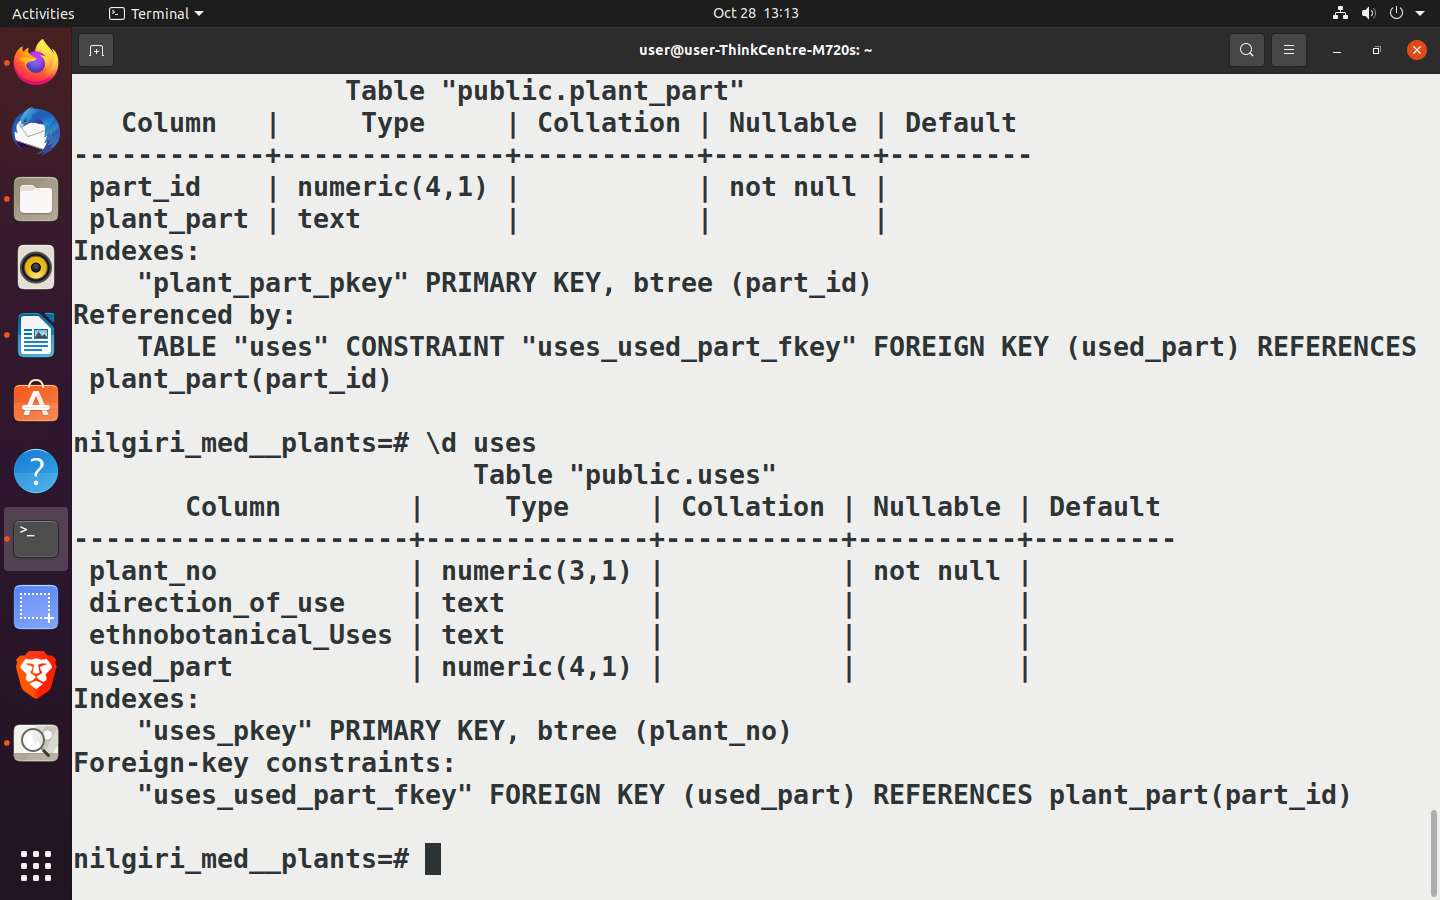 Activities Terminal Oct 28 13:13
user@user-ThinkCentre-M720s: ~
Table "public.plant_part"
Column | Type | Collation | Nullable | Default
------------+--------------+-----------+----------+---------
part_id | numeric(4,1) | | not null |
plant_part | text | | |
Indexes:
"plant_part_pkey" PRIMARY KEY, btree (part_id)
Referenced by:
TABLE "uses" CONSTRAINT "uses_used_part_fkey" FOREIGN KEY (used_part) REFERENCES
plant_part(part_id)
nilgiri_med__plants=# \d uses
Table "public.uses"
Column | Type | Collation | Nullable | Default
---------------------+--------------+-----------+----------+---------
plant_no | numeric(3,1) | | not null |
direction_of_use | text | | |
ethnobotanical_Uses | text | | |
used_part | numeric(4,1) | | |
Indexes:
"uses_pkey" PRIMARY KEY, btree (plant_no)
Foreign-key constraints:
"uses_used_part_fkey" FOREIGN KEY (used_part) REFERENCES plant_part(part_id)
nilgiri_med__plants=#